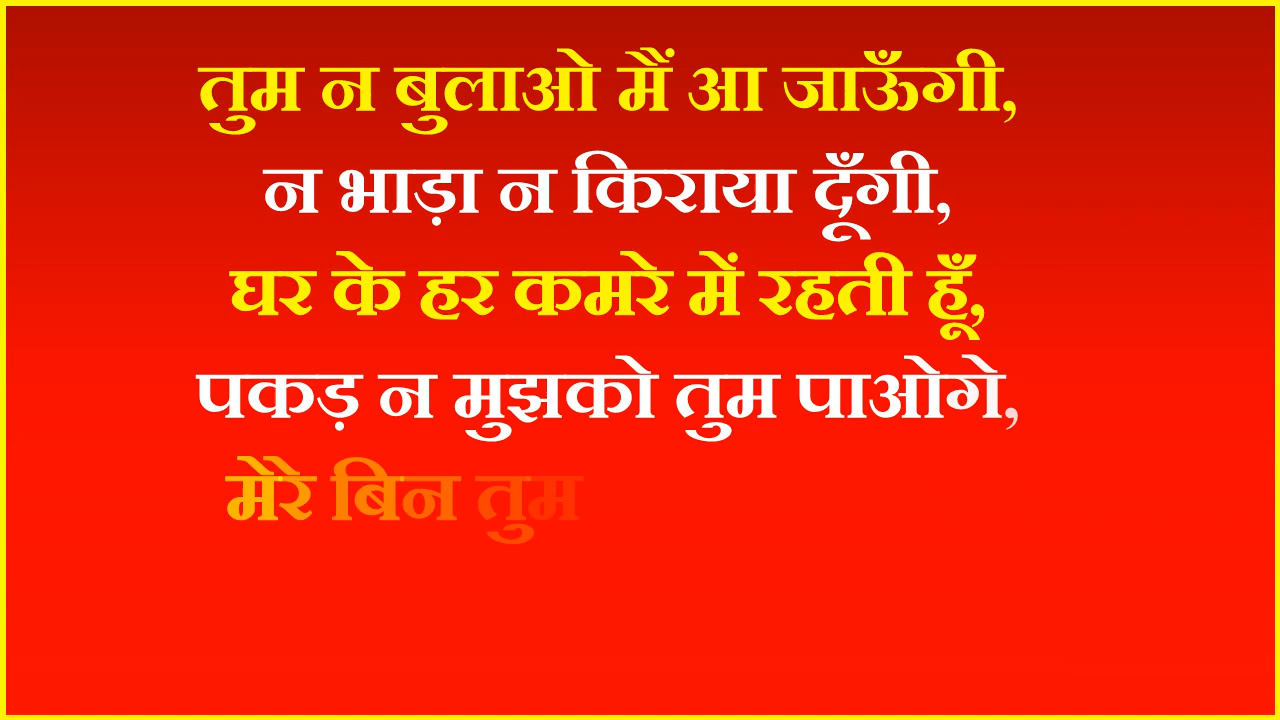 तुम न बुलाओ मैं आ जाऊँगी,
न भाड़ा न किराया दूँगी,
घर के हर कमरे में रहती हूँ,
पकड़ न मुझको तुम पाओगे,
मेरे बिन तुम